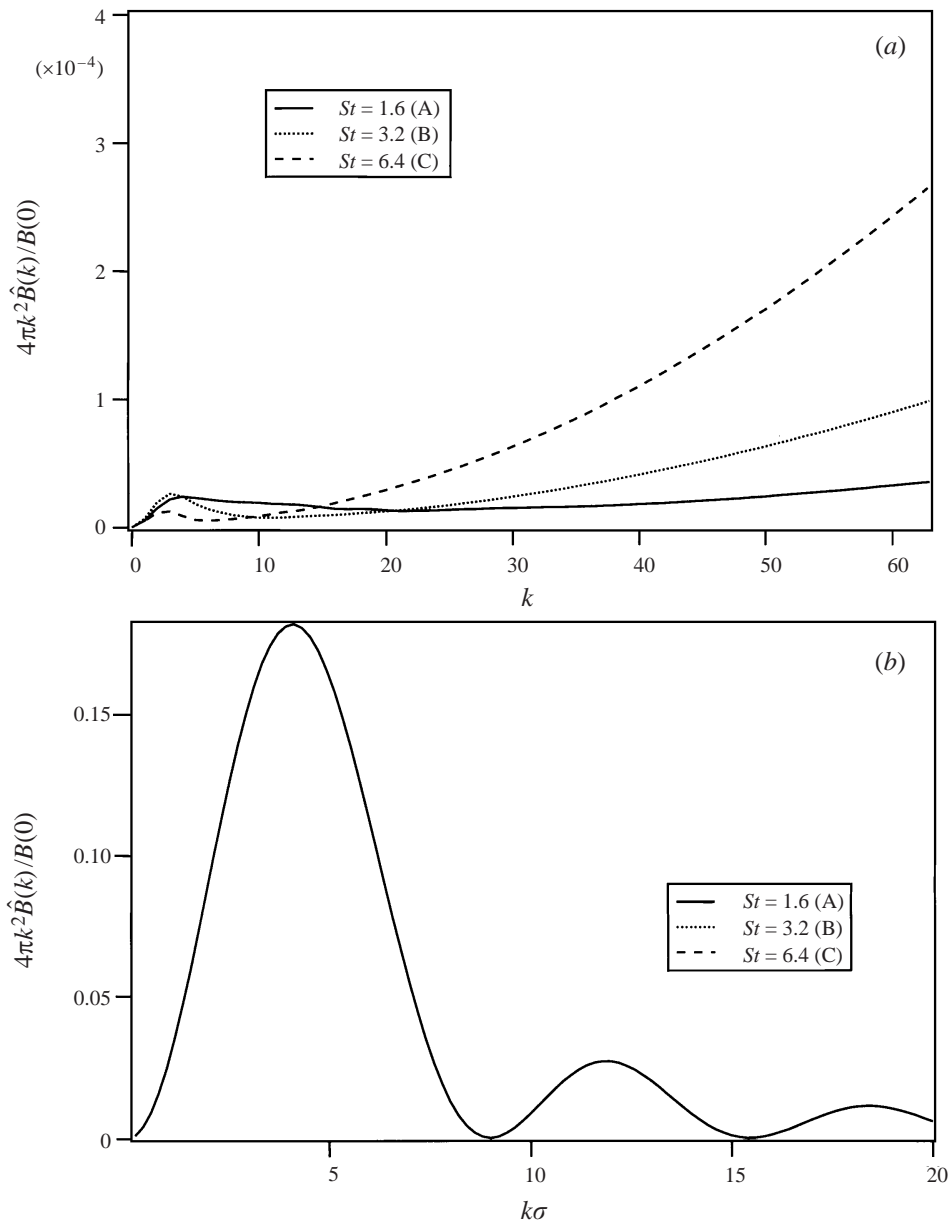 4
(×10⁻⁴)
(a)
St = 1.6 (A)
St = 3.2 (B)
St = 6.4 (C)
3
4πk²B̂(k)/B(0)
2
1
0
0 10 20 30 40 50 60
k
(b)
0.15
4πk²B̂(k)/B(0)
0.10
St = 1.6 (A)
St = 3.2 (B)
St = 6.4 (C)
0.05
0
5 10 15 20
kσ